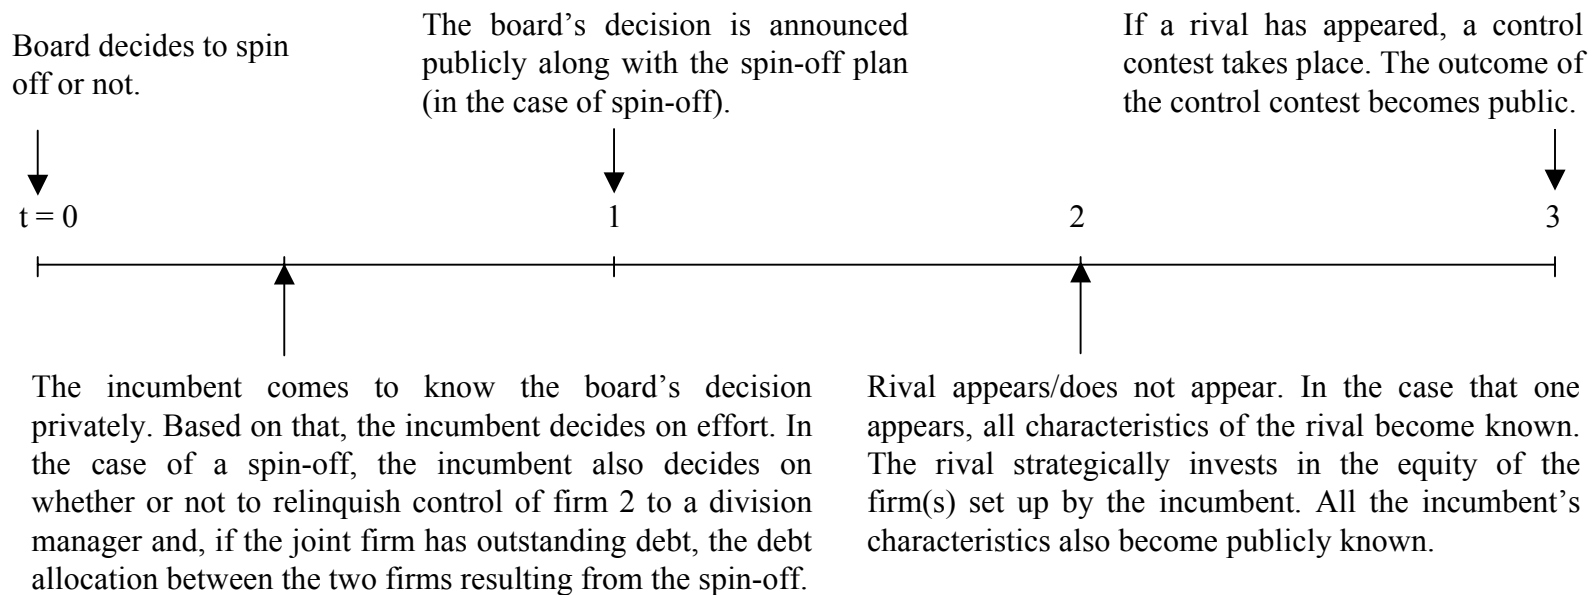 Board decides to spin
off or not.
The board’s decision is announced
publicly along with the spin-off plan
(in the case of spin-off).
If a rival has appeared, a control
contest takes place. The outcome of
the control contest becomes public.
t = 0
1
2
3
The incumbent comes to know the board’s decision
privately. Based on that, the incumbent decides on effort. In
the case of a spin-off, the incumbent also decides on
whether or not to relinquish control of firm 2 to a division
manager and, if the joint firm has outstanding debt, the debt
allocation between the two firms resulting from the spin-off.
Rival appears/does not appear. In the case that one
appears, all characteristics of the rival become known.
The rival strategically invests in the equity of the
firm(s) set up by the incumbent. All the incumbent’s
characteristics also become publicly known.